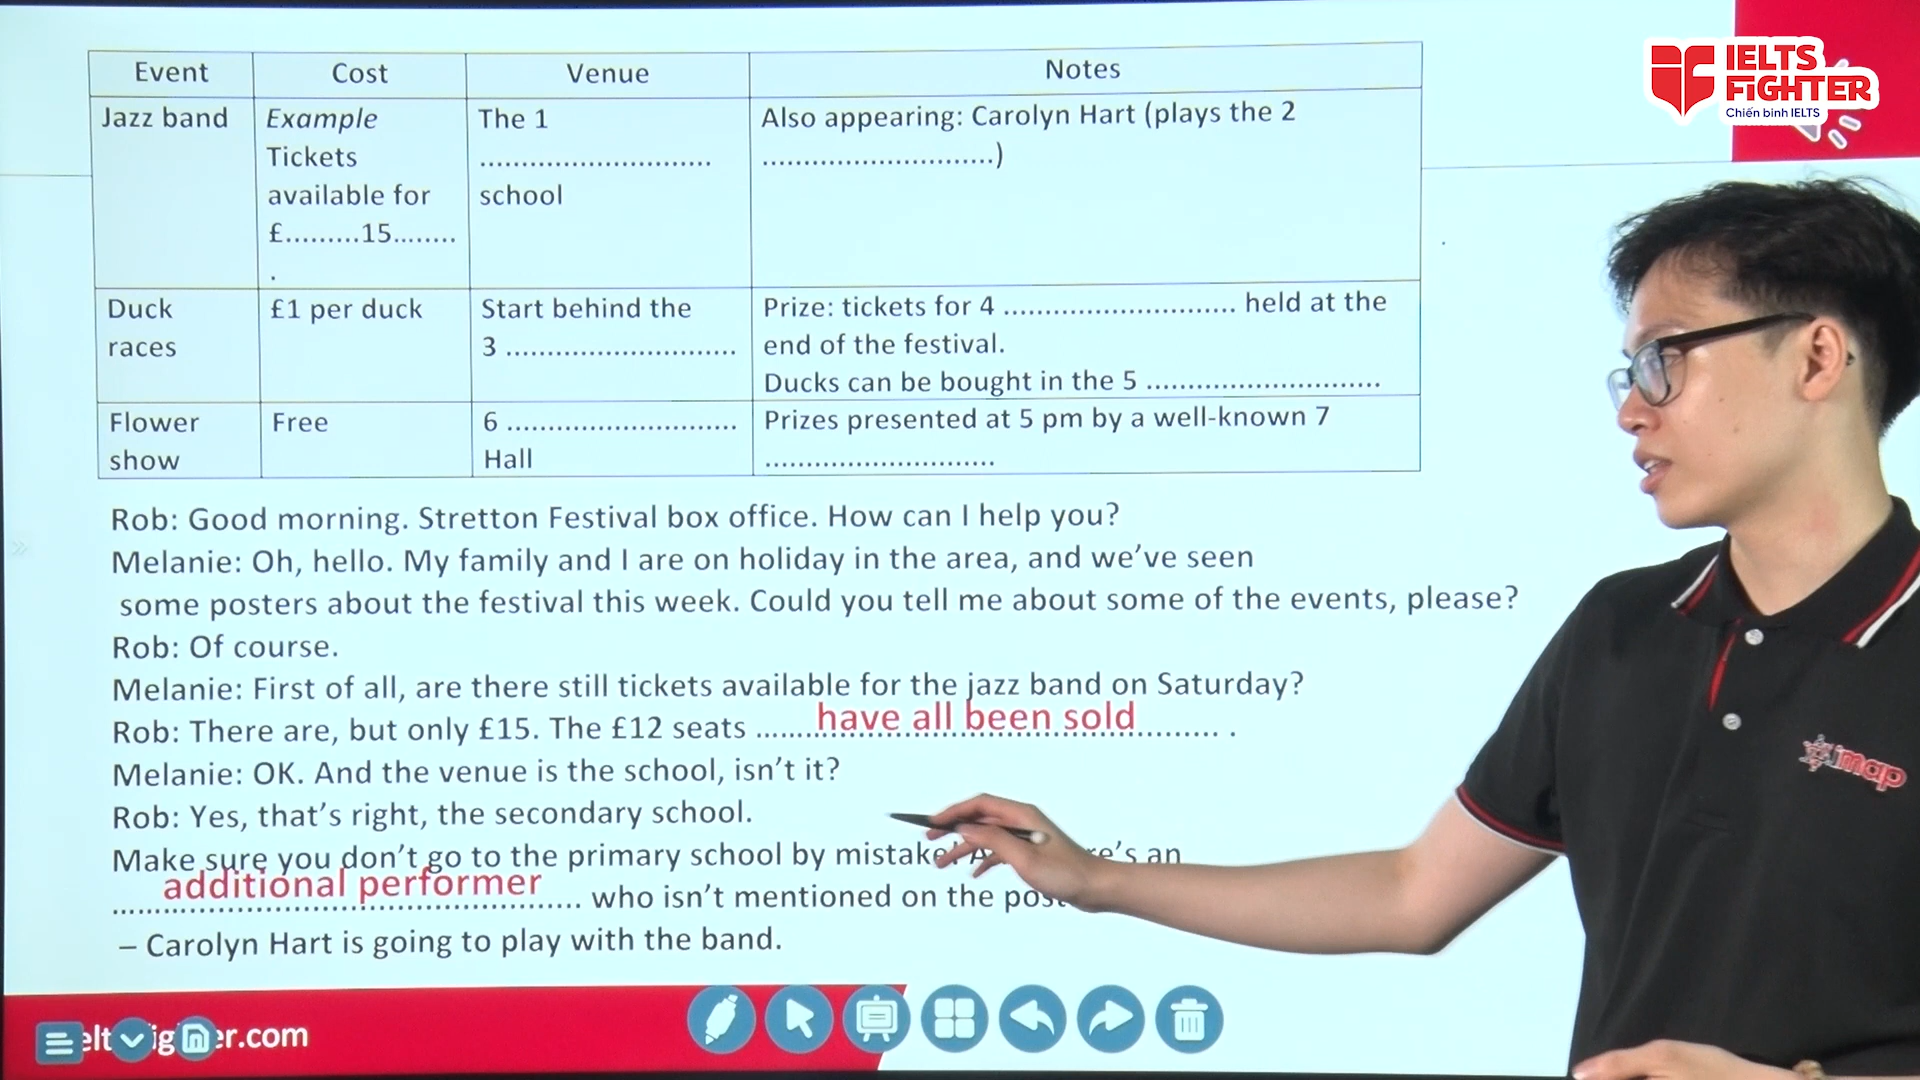 IELTS
FiGHTER
Chiến binh IELTS
Event Cost Venue Notes
Jazz band Example The 1 Also appearing: Carolyn Hart (plays the 2
Tickets ............................ ............................)
available for school
£.........15........
.
Duck £1 per duck Start behind the Prize: tickets for 4 ............................ held at the
races 3 ............................ end of the festival.
Ducks can be bought in the 5 ............................
Flower Free 6 ............................ Prizes presented at 5 pm by a well-known 7
show Hall ............................
Rob: Good morning. Stretton Festival box office. How can I help you?
Melanie: Oh, hello. My family and I are on holiday in the area, and we’ve seen
some posters about the festival this week. Could you tell me about some of the events, please?
Rob: Of course.
Melanie: First of all, are there still tickets available for the jazz band on Saturday?
Rob: There are, but only £15. The £12 seats ......have all been sold.......... .
Melanie: OK. And the venue is the school, isn’t it?
Rob: Yes, that’s right, the secondary school.
Make sure you don’t go to the primary school by mistake! an
additional performer who isn’t mentioned on the
– Carolyn Hart is going to play with the band.
imap
er.com